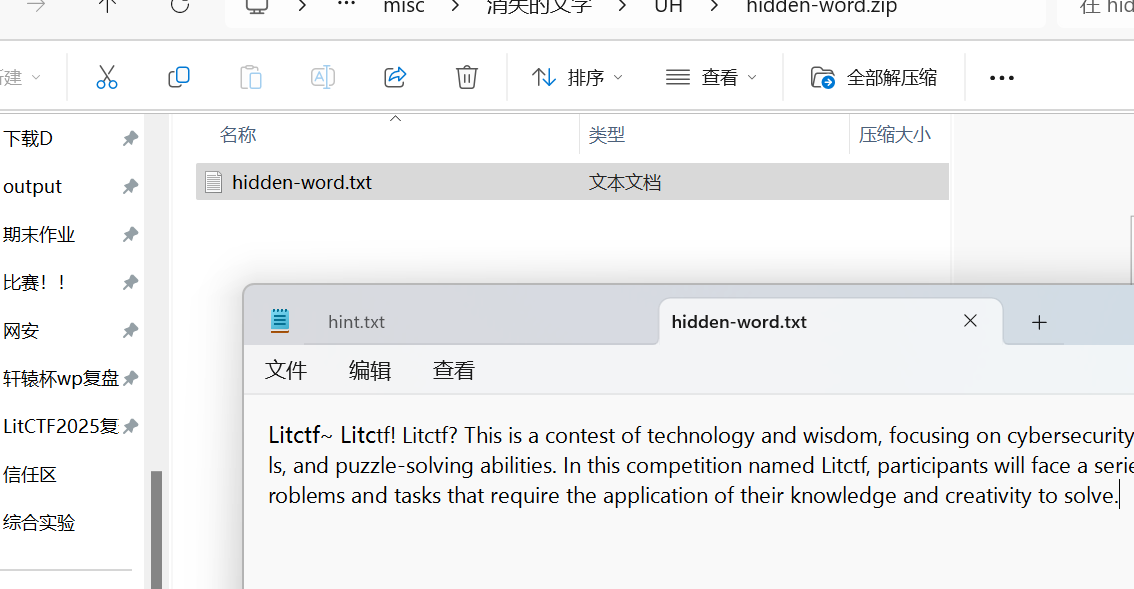 misc > 消失的文字 > UH > hidden-word.zip
在 hid
新建
排序
查看
全部解压缩
下载D
output
期末作业
比赛！！
网安
轩辕杯wp复盘
LitCTF2025复
信任区
综合实验
名称
类型
压缩大小
hidden-word.txt
文本文档
hint.txt
hidden-word.txt
文件
编辑
查看
Litctf~ Litctf! Litctf? This is a contest of technology and wisdom, focusing on cybersecurity
ls, and puzzle-solving abilities. In this competition named Litctf, participants will face a serie
roblems and tasks that require the application of their knowledge and creativity to solve.